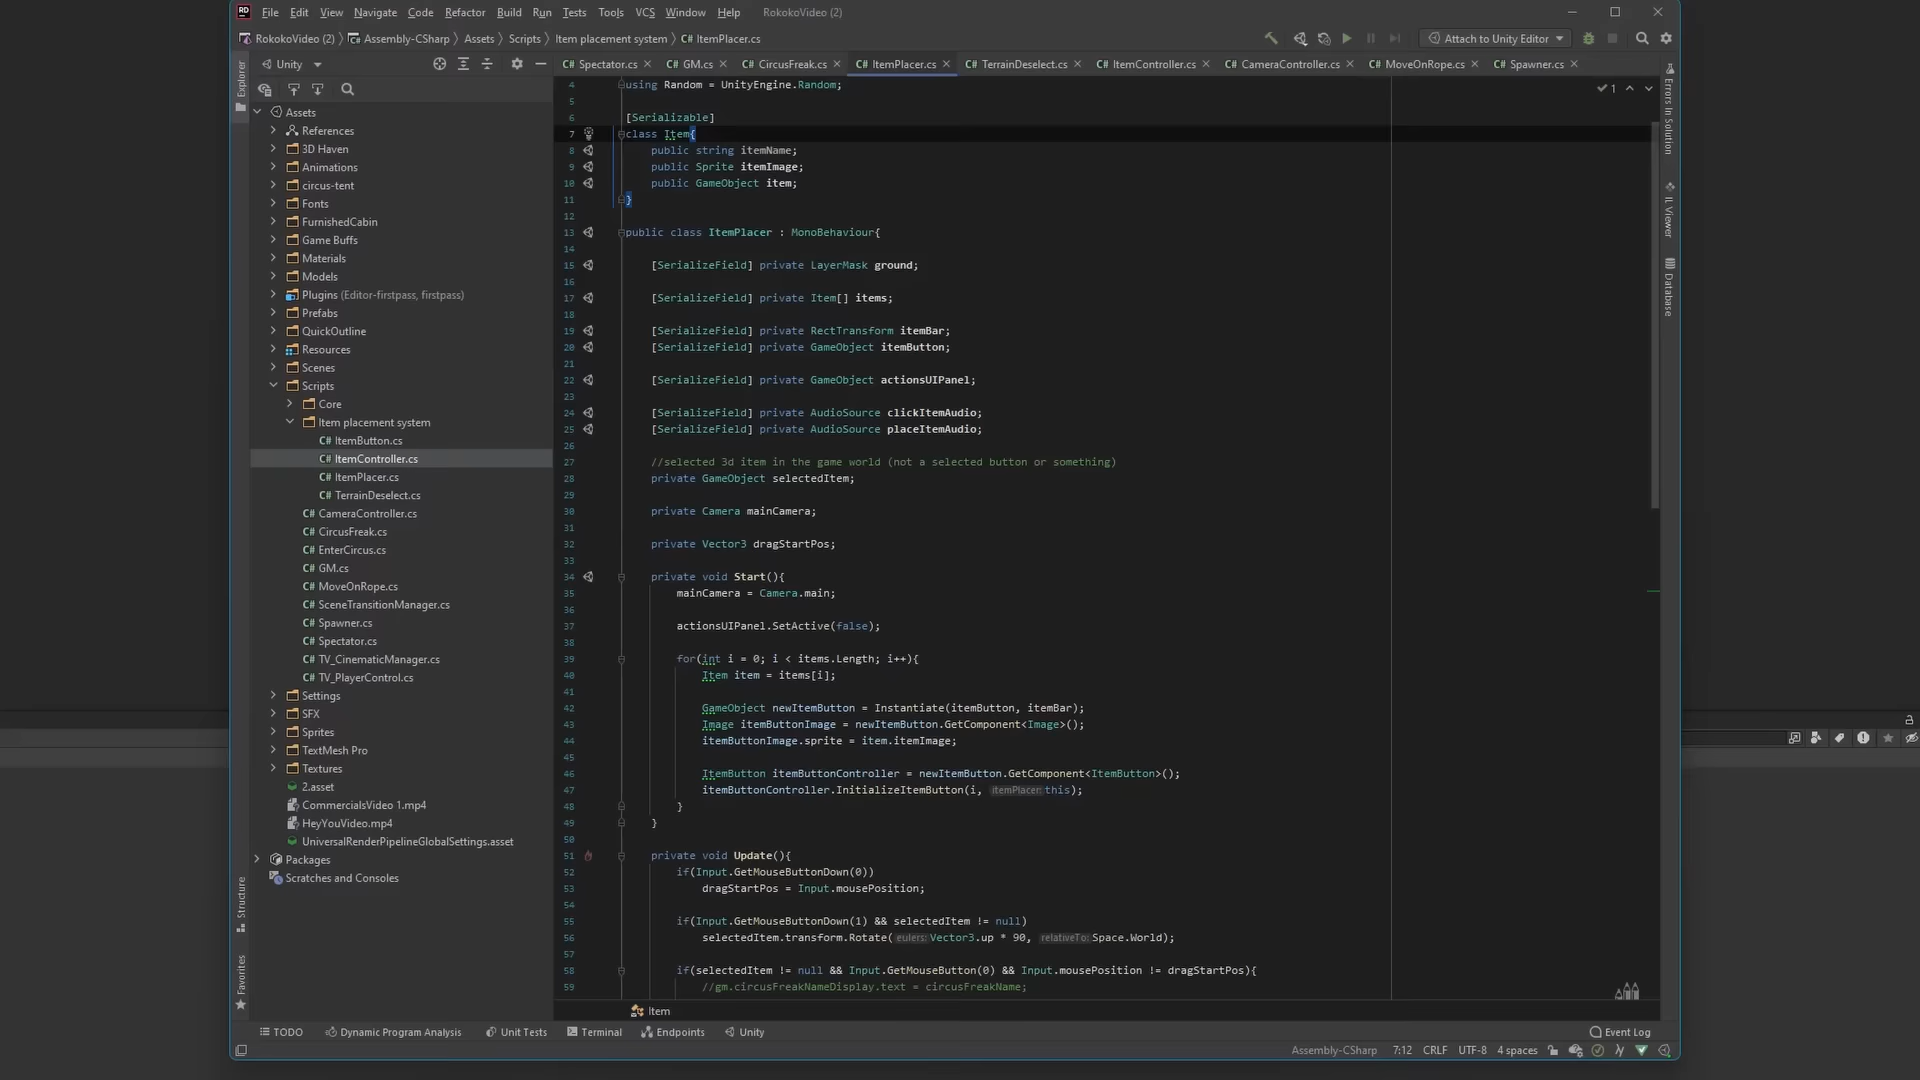 File Edit View Navigate Code Refactor Build Run Tests Tools VCS Window Help RokokoVideo (2)
RokokoVideo (2) Assembly-CSharp Assets Scripts Item placement system C# ItemPlacer.cs
Attach to Unity Editor
Explorer
Unity
C# Spectator.cs C# GM.cs C# CircusFreak.cs C# ItemPlacer.cs C# TerrainDeselect.cs C# ItemController.cs C# CameraController.cs C# MoveOnRope.cs C# Spawner.cs
Assets
References
3D Haven
Animations
circus-tent
Fonts
FurnishedCabin
Game Buffs
Materials
Models
Plugins (Editor-firstpass, firstpass)
Prefabs
QuickOutline
Resources
Scenes
Scripts
Core
Item placement system
C# ItemButton.cs
C# ItemController.cs
C# ItemPlacer.cs
C# TerrainDeselect.cs
C# CameraController.cs
C# CircusFreak.cs
C# EnterCircus.cs
C# GM.cs
C# MoveOnRope.cs
C# SceneTransitionManager.cs
C# Spawner.cs
C# Spectator.cs
C# TV_CinematicManager.cs
C# TV_PlayerControl.cs
Settings
SFX
Sprites
TextMesh Pro
Textures
2.asset
CommercialsVideo 1.mp4
HeyYouVideo.mp4
UniversalRenderPipelineGlobalSettings.asset
Packages
Scratches and Consoles
Structure
Favorites
4 using Random = UnityEngine.Random;
5
6 [Serializable]
7 class Item{
8 public string itemName;
9 public Sprite itemImage;
10 public GameObject item;
11 }
12
13 public class ItemPlacer : MonoBehaviour{
14
15 [SerializeField] private LayerMask ground;
16
17 [SerializeField] private Item[] items;
18
19 [SerializeField] private RectTransform itemBar;
20 [SerializeField] private GameObject itemButton;
21
22 [SerializeField] private GameObject actionsUIPanel;
23
24 [SerializeField] private AudioSource clickItemAudio;
25 [SerializeField] private AudioSource placeItemAudio;
26
27 //selected 3d item in the game world (not a selected button or something)
28 private GameObject selectedItem;
29
30 private Camera mainCamera;
31
32 private Vector3 dragStartPos;
33
34 private void Start(){
35 mainCamera = Camera.main;
36
37 actionsUIPanel.SetActive(false);
38
39 for(int i = 0; i < items.Length; i++){
40 Item item = items[i];
41
42 GameObject newItemButton = Instantiate(itemButton, itemBar);
43 Image itemButtonImage = newItemButton.GetComponent<Image>();
44 itemButtonImage.sprite = item.itemImage;
45
46 ItemButton itemButtonController = newItemButton.GetComponent<ItemButton>();
47 itemButtonController.InitializeItemButton(i, itemPlacer: this);
48 }
49 }
50
51 private void Update(){
52 if(Input.GetMouseButtonDown(0))
53 dragStartPos = Input.mousePosition;
54
55 if(Input.GetMouseButtonDown(1) && selectedItem != null)
56 selectedItem.transform.Rotate( eulers: Vector3.up * 90, relativeTo: Space.World);
57
58 if(selectedItem != null && Input.GetMouseButton(0) && Input.mousePosition != dragStartPos){
59 //gm.circusFreakNameDisplay.text = circusFreakName;
1
Errors In Solution
IL Viewer
Database
Item
TODO Dynamic Program Analysis Unit Tests Terminal Endpoints Unity Event Log
Assembly-CSharp 7:12 CRLF UTF-8 4 spaces